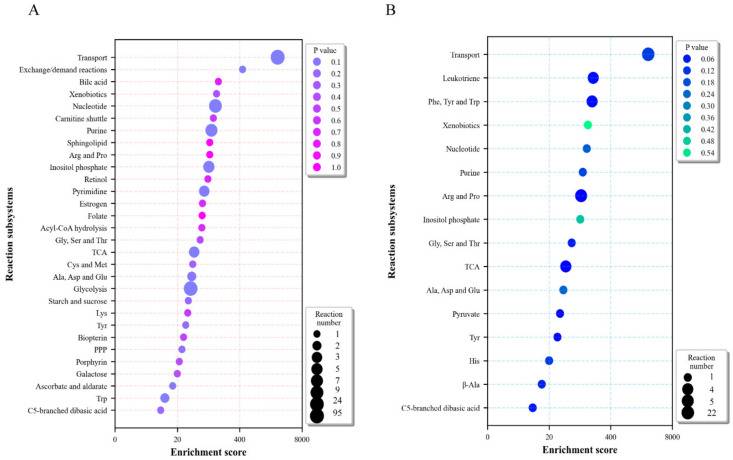 A
Reaction subsystems
Transport
Exchange/demand reactions
Bilc acid
Xenobiotics
Nucleotide
Carnitine shuttle
Purine
Sphingolipid
Arg and Pro
Inositol phosphate
Retinol
Pyrimidine
Estrogen
Folate
Acyl-CoA hydrolysis
Gly, Ser and Thr
TCA
Cys and Met
Ala, Asp and Glu
Glycolysis
Starch and sucrose
Lys
Tyr
Biopterin
PPP
Porphyrin
Galactose
Ascorbate and aldarate
Trp
C5-branched dibasic acid
0
20
400
8000
Enrichment score
P value
0.1
0.2
0.3
0.4
0.5
0.6
0.7
0.8
0.9
1.0
Reaction
number
1
2
3
5
7
9
24
95
B
Reaction subsystems
Transport
Leukotriene
Phe, Tyr and Trp
Xenobiotics
Nucleotide
Purine
Arg and Pro
Inositol phosphate
Gly, Ser and Thr
TCA
Ala, Asp and Glu
Pyruvate
Tyr
His
β-Ala
C5-branched dibasic acid
0
20
400
8000
Enrichment score
P value
0.06
0.12
0.18
0.24
0.30
0.36
0.42
0.48
0.54
Reaction
number
1
4
5
22